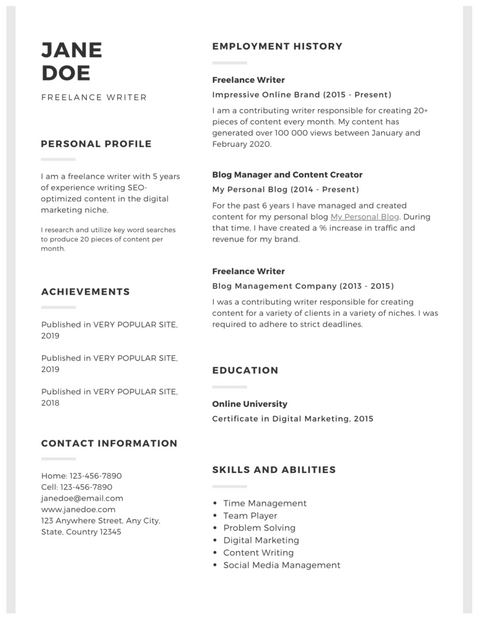 JANE
DOE
FREELANCE WRITER
PERSONAL PROFILE
I am a freelance writer with 5 years
of experience writing SEO-
optimized content in the digital
marketing niche.
I research and utilize key word searches
to produce 20 pieces of content per
month.
ACHIEVEMENTS
Published in VERY POPULAR SITE,
2019
Published in VERY POPULAR SITE,
2019
Published in VERY POPULAR SITE,
2018
CONTACT INFORMATION
Home: 123-456-7890
Cell: 123-456-7890
janedoe@email.com
www.janedoe.com
123 Anywhere Street, Any City,
State, Country 12345
EMPLOYMENT HISTORY
Freelance Writer
Impressive Online Brand (2015 - Present)
I am a contributing writer responsible for creating 20+
pieces of content every month. My content has
generated over 100 000 views between January and
February 2020.
Blog Manager and Content Creator
My Personal Blog (2014 - Present)
For the past 6 years I have managed and created
content for my personal blog My Personal Blog. During
that time, I have created a % increase in traffic and
revenue for my brand.
Freelance Writer
Blog Management Company (2013 - 2015)
I was a contributing writer responsible for creating
content for a variety of clients in a variety of niches. I was
required to adhere to strict deadlines.
EDUCATION
Online University
Certificate in Digital Marketing, 2015
SKILLS AND ABILITIES
• Time Management
• Team Player
• Problem Solving
• Digital Marketing
• Content Writing
• Social Media Management